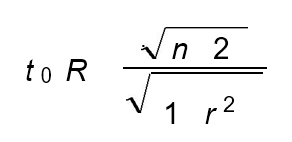 t₀ R √n 2
√1 r²